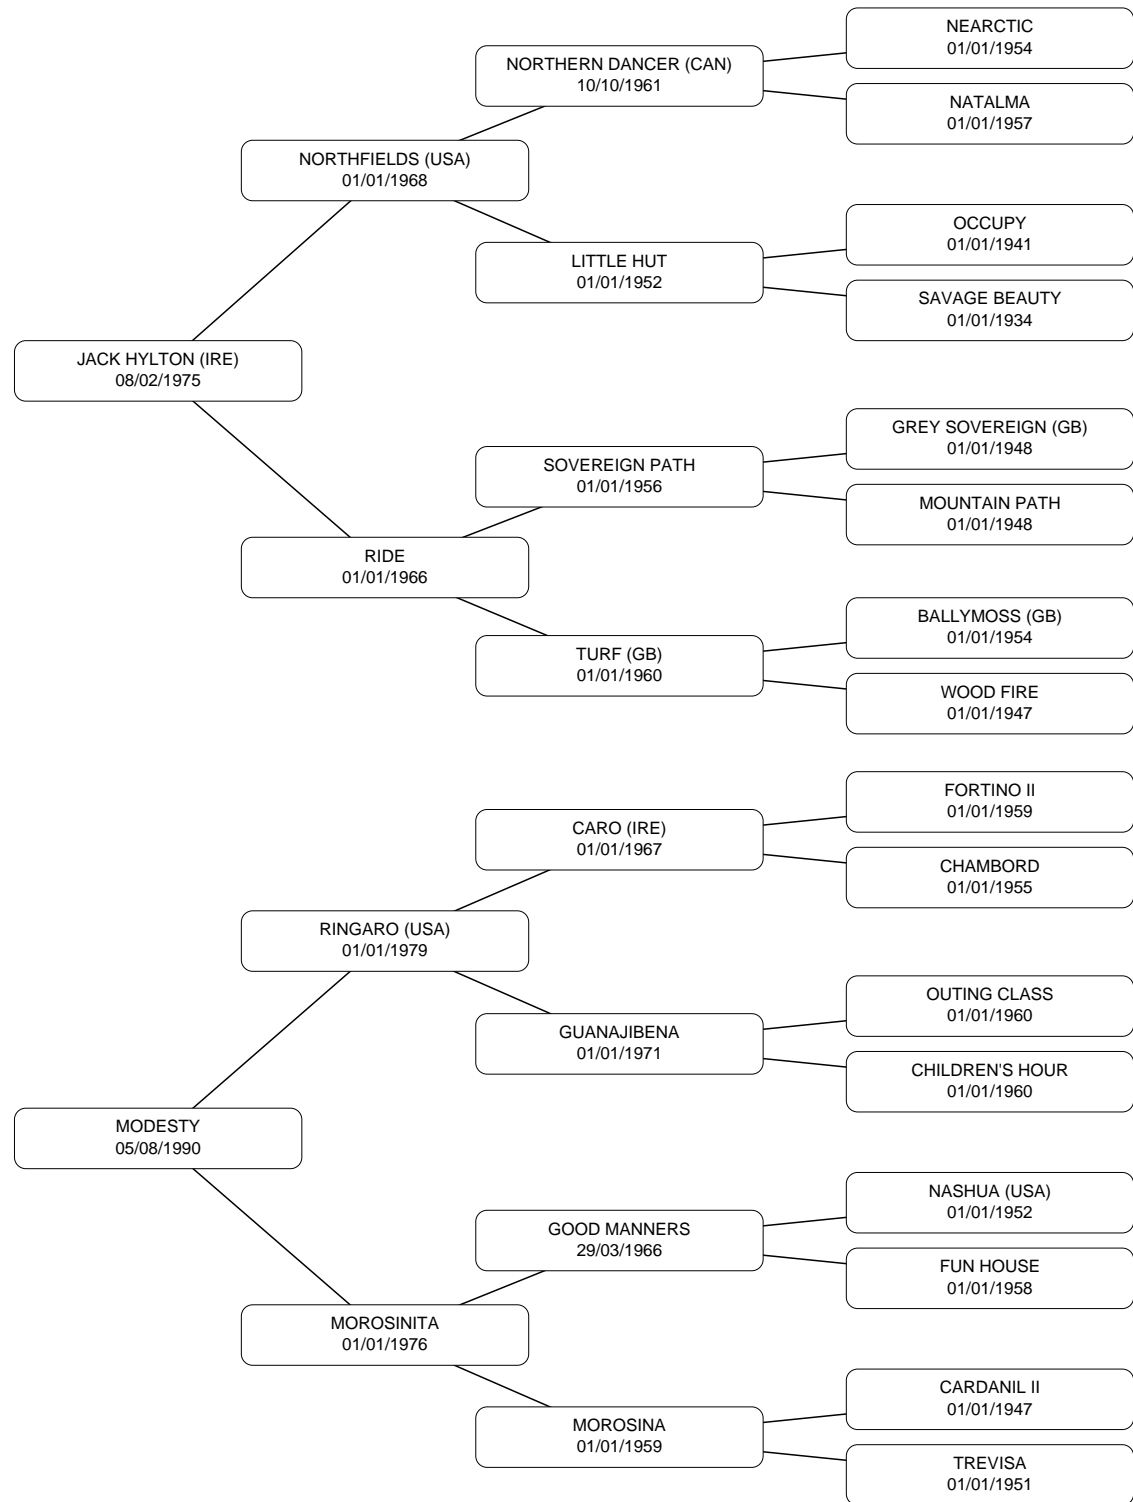 NEARCTIC
01/01/1954
NORTHERN DANCER (CAN)
10/10/1961
NATALMA
01/01/1957
NORTHFIELDS (USA)
01/01/1968
OCCUPY
01/01/1941
LITTLE HUT
01/01/1952
SAVAGE BEAUTY
01/01/1934
JACK HYLTON (IRE)
08/02/1975
GREY SOVEREIGN (GB)
01/01/1948
SOVEREIGN PATH
01/01/1956
MOUNTAIN PATH
01/01/1948
RIDE
01/01/1966
BALLYMOSS (GB)
01/01/1954
TURF (GB)
01/01/1960
WOOD FIRE
01/01/1947
FORTINO II
01/01/1959
CARO (IRE)
01/01/1967
CHAMBORD
01/01/1955
RINGARO (USA)
01/01/1979
OUTING CLASS
01/01/1960
GUANAJIBENA
01/01/1971
CHILDREN'S HOUR
01/01/1960
MODESTY
05/08/1990
NASHUA (USA)
01/01/1952
GOOD MANNERS
29/03/1966
FUN HOUSE
01/01/1958
MOROSINITA
01/01/1976
CARDANIL II
01/01/1947
MOROSINA
01/01/1959
TREVISA
01/01/1951